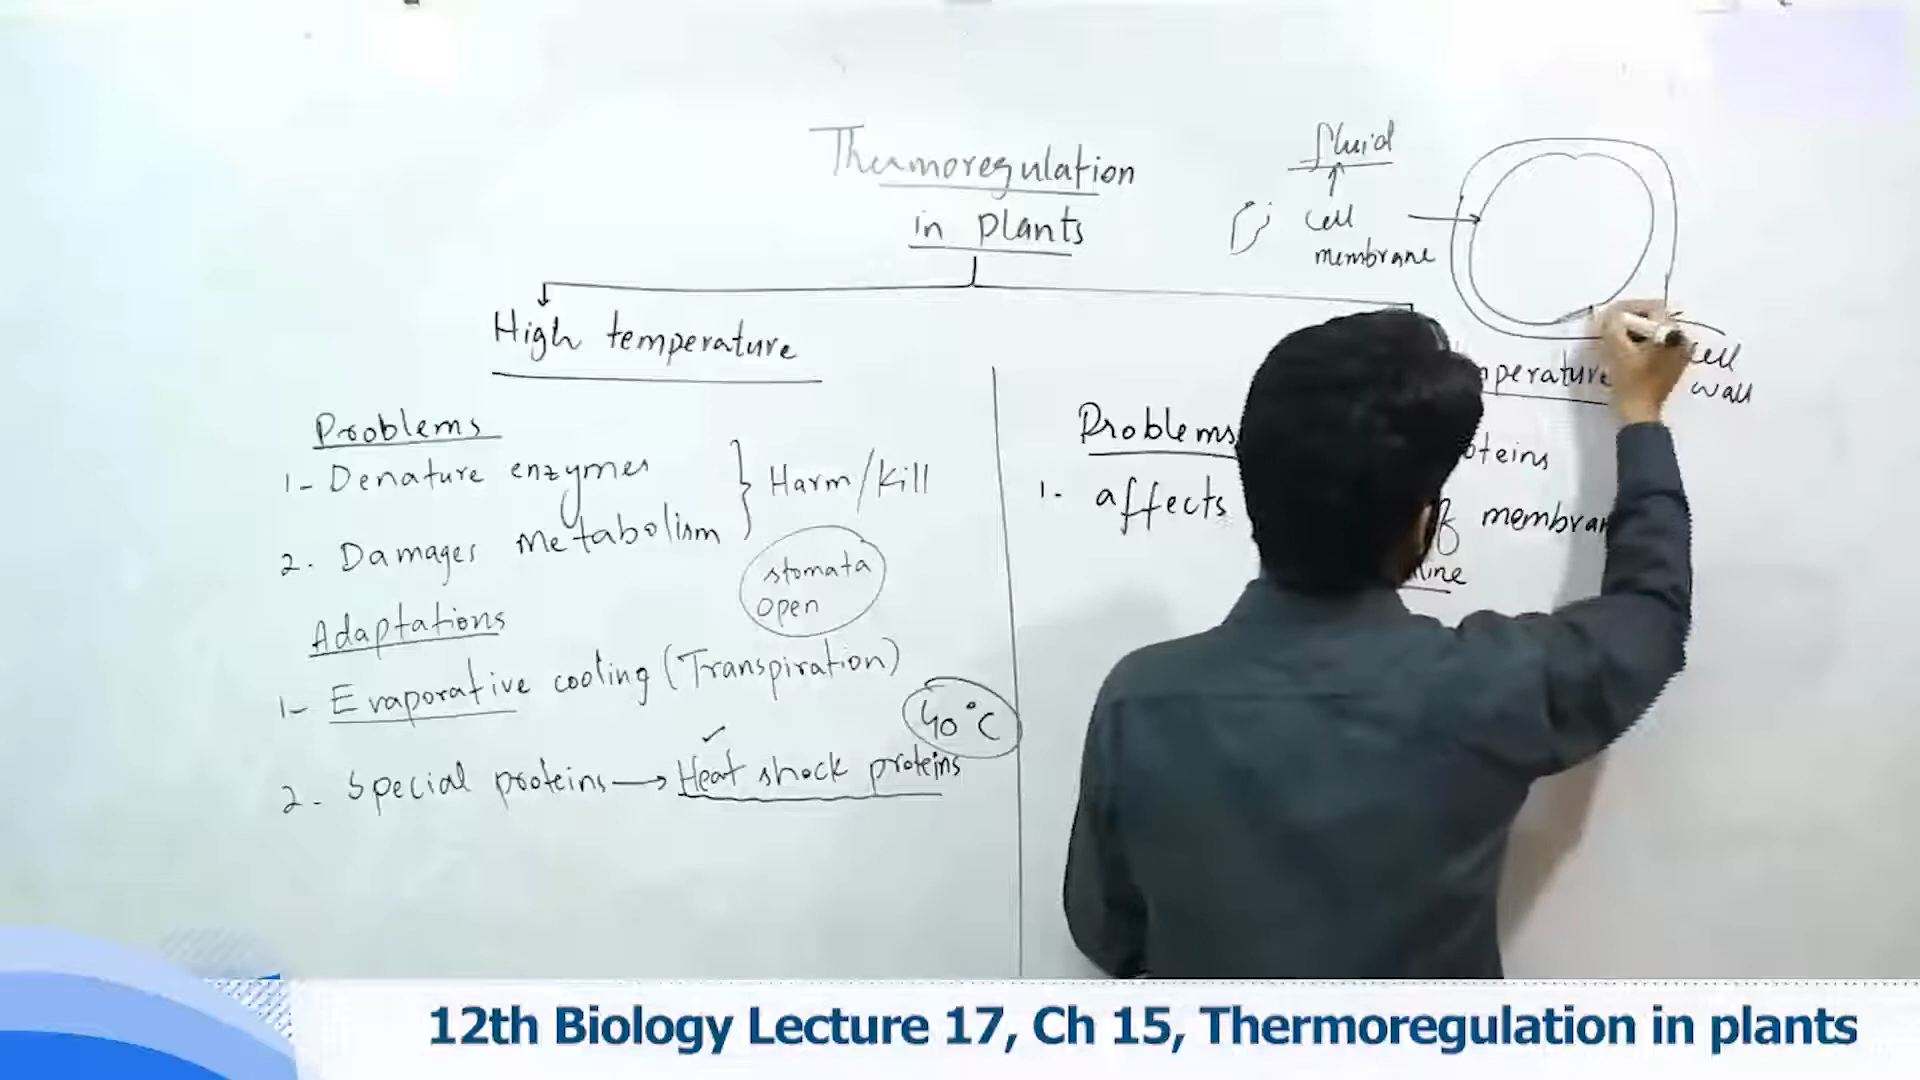 Thermoregulation
in plants
fluid
cell
membrane
cell
wall
High temperature
Problems
1- Denature enzymes
2. Damages metabolism
Harm/Kill
stomata
open
Adaptations
1- Evaporative cooling (Transpiration)
40°C
2. Special proteins → Heat shock proteins
Problems
1. affects
membran
12th Biology Lecture 17, Ch 15, Thermoregulation in plants